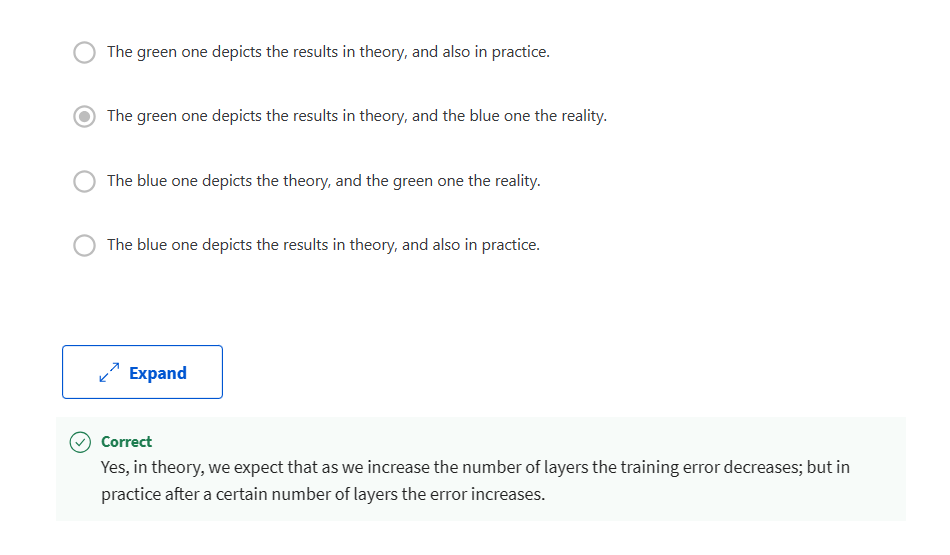 The green one depicts the results in theory, and also in practice.
The green one depicts the results in theory, and the blue one the reality.
The blue one depicts the theory, and the green one the reality.
The blue one depicts the results in theory, and also in practice.
Expand
Correct
Yes, in theory, we expect that as we increase the number of layers the training error decreases; but in
practice after a certain number of layers the error increases.